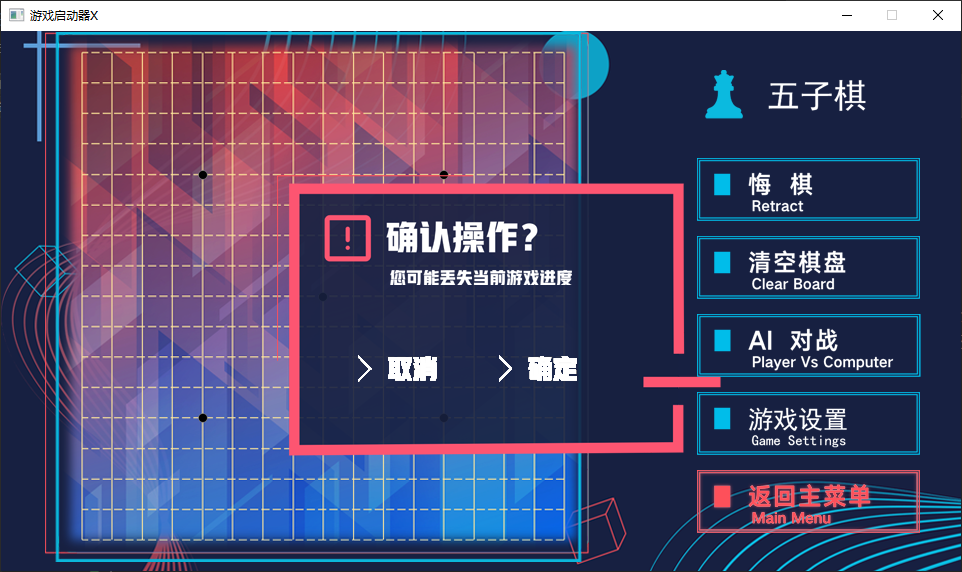 游戏启动器X
五子棋
悔 棋
Retract
清空棋盘
Clear Board
AI 对战
Player Vs Computer
游戏设置
Game Settings
返回主菜单
Main Menu
确认操作?
您可能丢失当前游戏进度
取消
确定